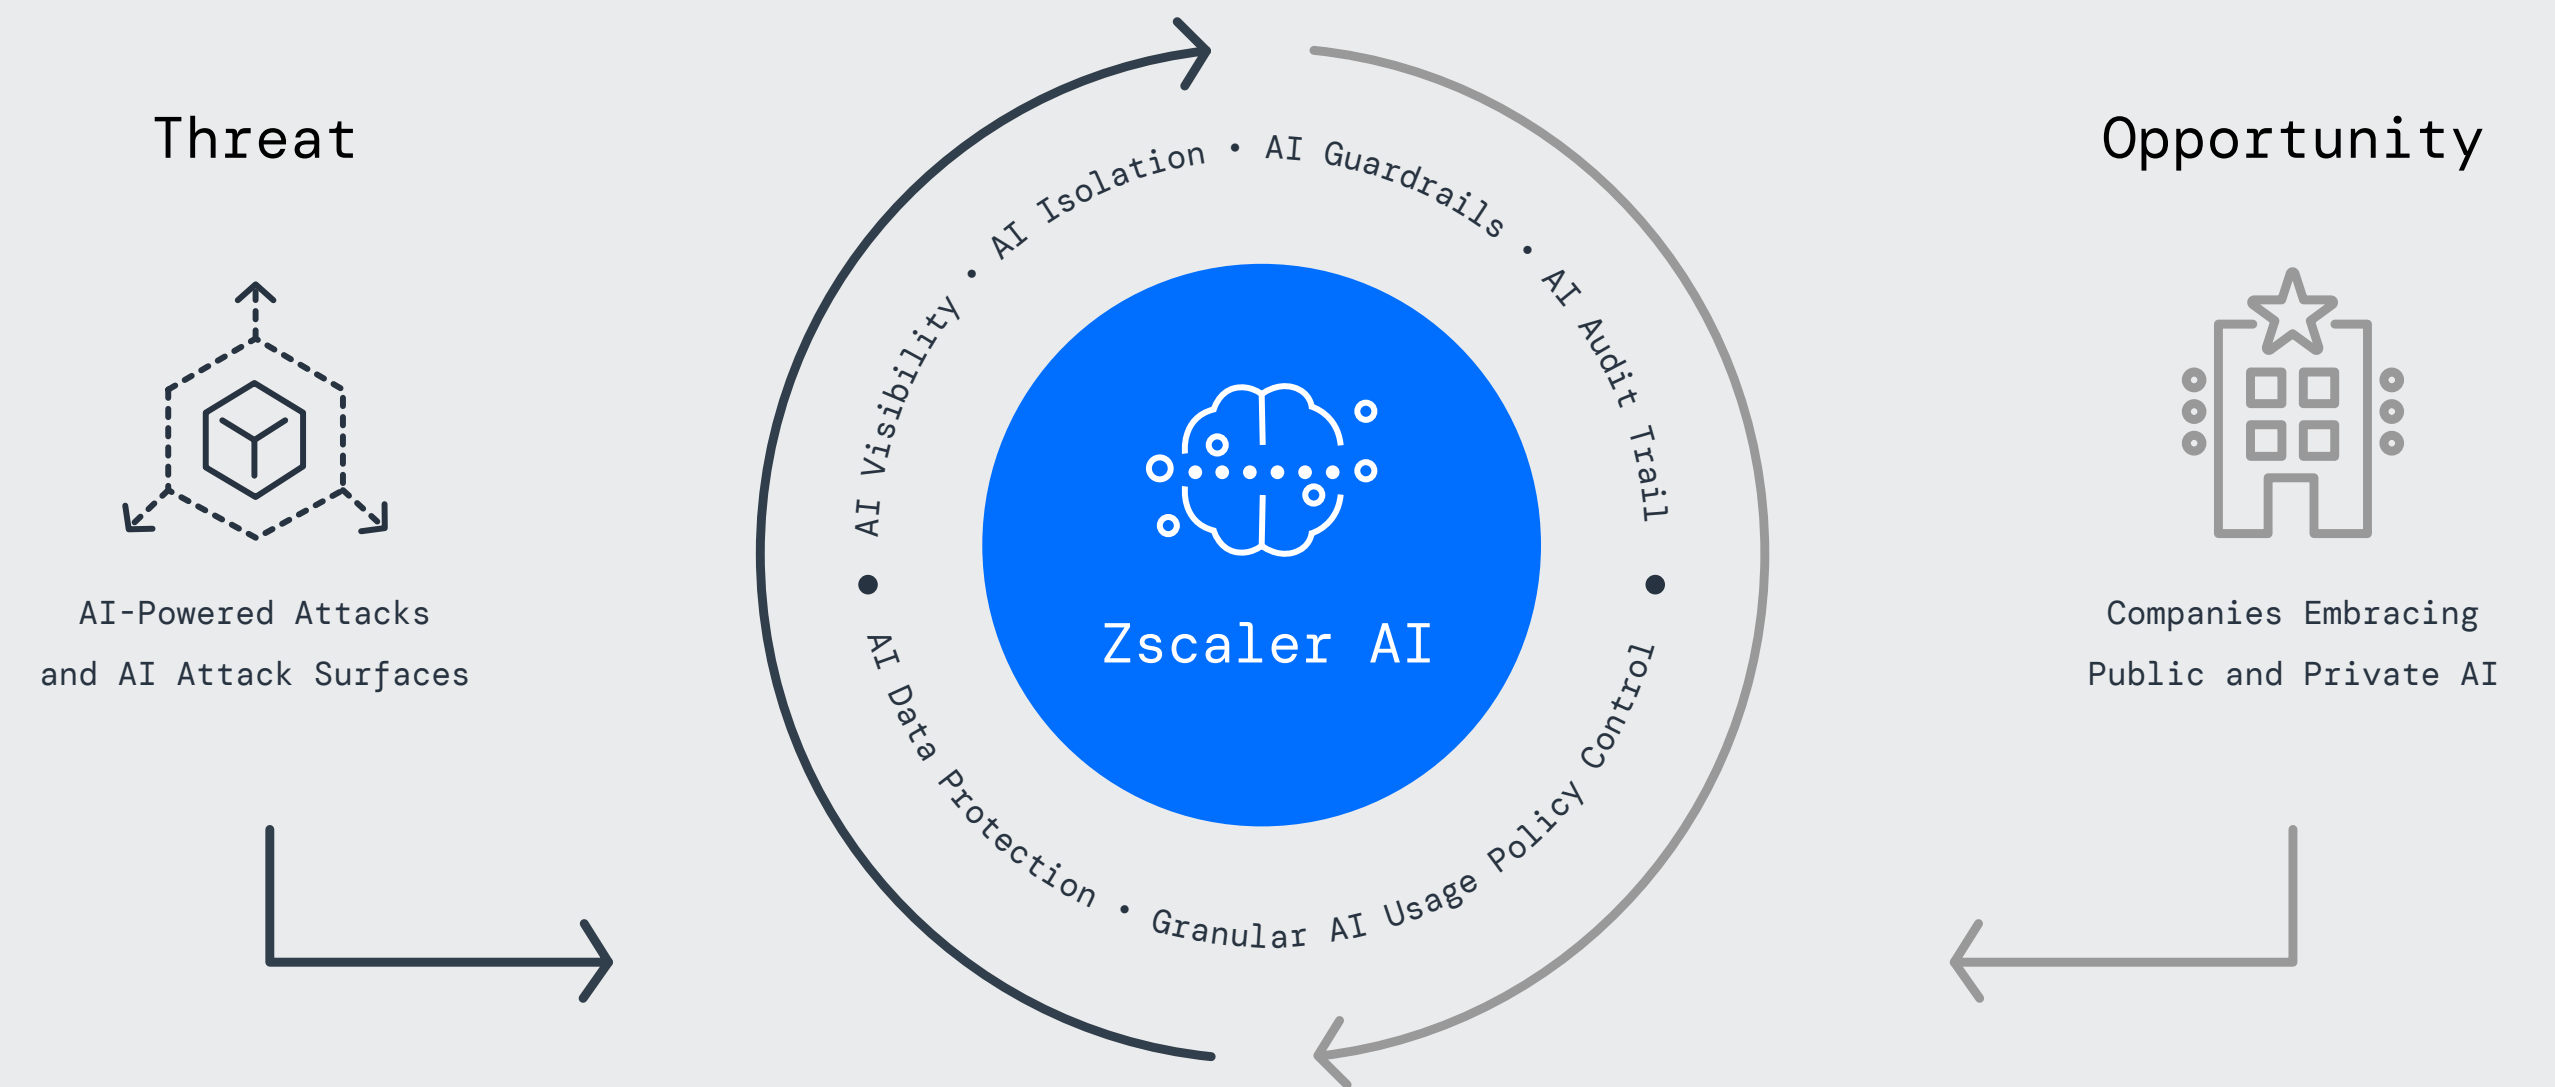 Threat
AI-Powered Attacks
and AI Attack Surfaces
AI Visibility • AI Isolation • AI Guardrails • AI Audit Trail
• AI Data Protection • Granular AI Usage Policy Control •
Zscaler AI
Opportunity
Companies Embracing
Public and Private AI